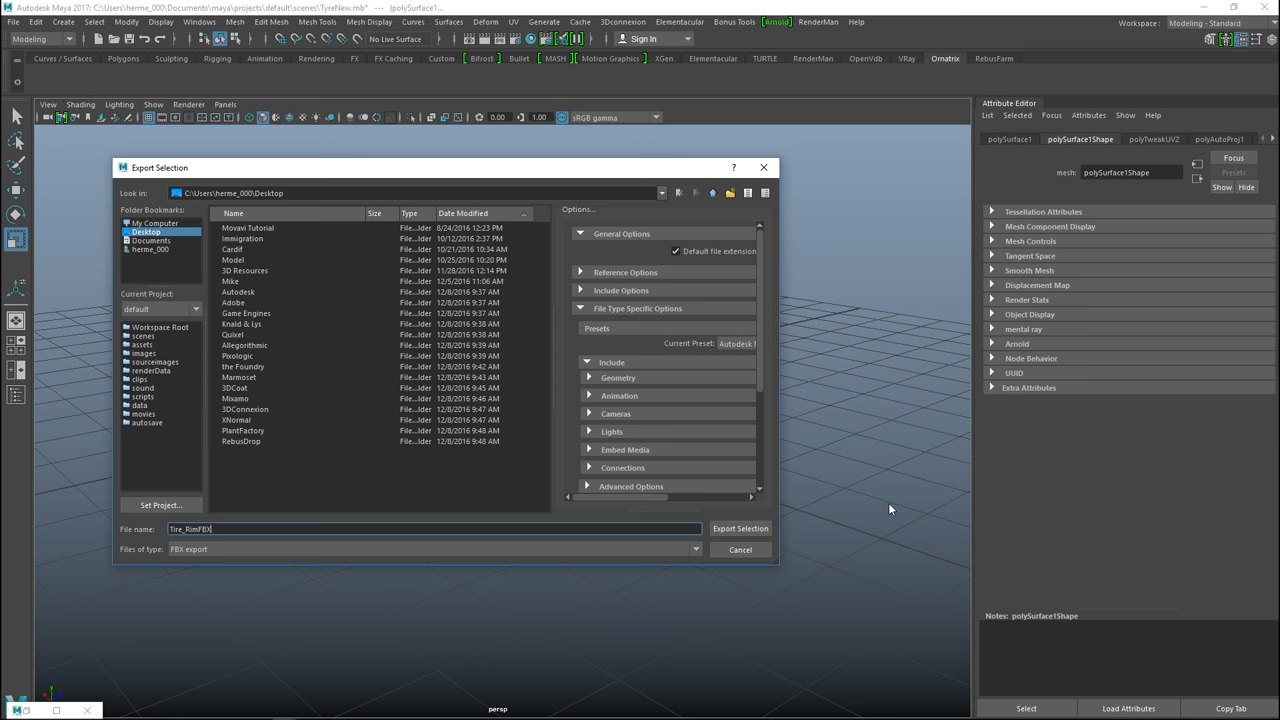 Autodesk Maya 2017: C:\Users\herme_000\Documents\maya\projects\default\scenes\TyreNew.mb* --- |polySurface1...
File Edit Create Select Modify Display Windows Mesh Edit Mesh Mesh Tools Mesh Display Curves Surfaces Deform UV Generate Cache 3Dconnexion Elementacular Bonus Tools [Arnold] RenderMan Help
Workspace : Modeling - Standard
Modeling No Live Surface Sign In
Curves / Surfaces Polygons Sculpting Rigging Animation Rendering FX FX Caching Custom Bifrost Bullet MASH Motion Graphics XGen Elementacular TURTLE RenderMan OpenVdb VRay Ornatrix RebusFarm
View Shading Lighting Show Renderer Panels
0.00 1.00 sRGB gamma
Export Selection ?
Look in: C:\Users\herme_000\Desktop
Folder Bookmarks:
My Computer
Desktop
Documents
herme_000
Current Project:
default
Workspace Root
scenes
assets
images
sourceimages
renderData
clips
sound
scripts
data
movies
autosave
Set Project...
Name Size Type Date Modified
Movavi Tutorial File...lder 8/24/2016 12:23 PM
Immigration File...lder 10/12/2016 2:37 PM
Cardif File...lder 10/21/2016 10:34 AM
Model File...lder 10/25/2016 10:20 PM
3D Resources File...lder 11/28/2016 12:14 PM
Mike File...lder 12/5/2016 11:06 AM
Autodesk File...lder 12/8/2016 9:37 AM
Adobe File...lder 12/8/2016 9:37 AM
Game Engines File...lder 12/8/2016 9:37 AM
Knald & Lys File...lder 12/8/2016 9:38 AM
Quixel File...lder 12/8/2016 9:38 AM
Allegorithmic File...lder 12/8/2016 9:39 AM
Pixologic File...lder 12/8/2016 9:39 AM
the Foundry File...lder 12/8/2016 9:42 AM
Marmoset File...lder 12/8/2016 9:43 AM
3DCoat File...lder 12/8/2016 9:45 AM
Mixamo File...lder 12/8/2016 9:46 AM
3DConnexion File...lder 12/8/2016 9:47 AM
XNormal File...lder 12/8/2016 9:47 AM
PlantFactory File...lder 12/8/2016 9:48 AM
RebusDrop File...lder 12/8/2016 9:48 AM
Options...
General Options
Default file extension
Reference Options
Include Options
File Type Specific Options
Presets
Current Preset: Autodesk
Include
Geometry
Animation
Cameras
Lights
Embed Media
Connections
Advanced Options
File name: Tire_RimFBX Export Selection
Files of type: FBX export Cancel
persp
Attribute Editor
List Selected Focus Attributes Show Help
polySurface1 polySurface1Shape polyTweakUV2 polyAutoProj1
mesh: polySurface1Shape
Focus
Presets
Show Hide
Tessellation Attributes
Mesh Component Display
Mesh Controls
Tangent Space
Smooth Mesh
Displacement Map
Render Stats
Object Display
mental ray
Arnold
Node Behavior
UUID
Extra Attributes
Notes: polySurface1Shape
Select Load Attributes Copy Tab